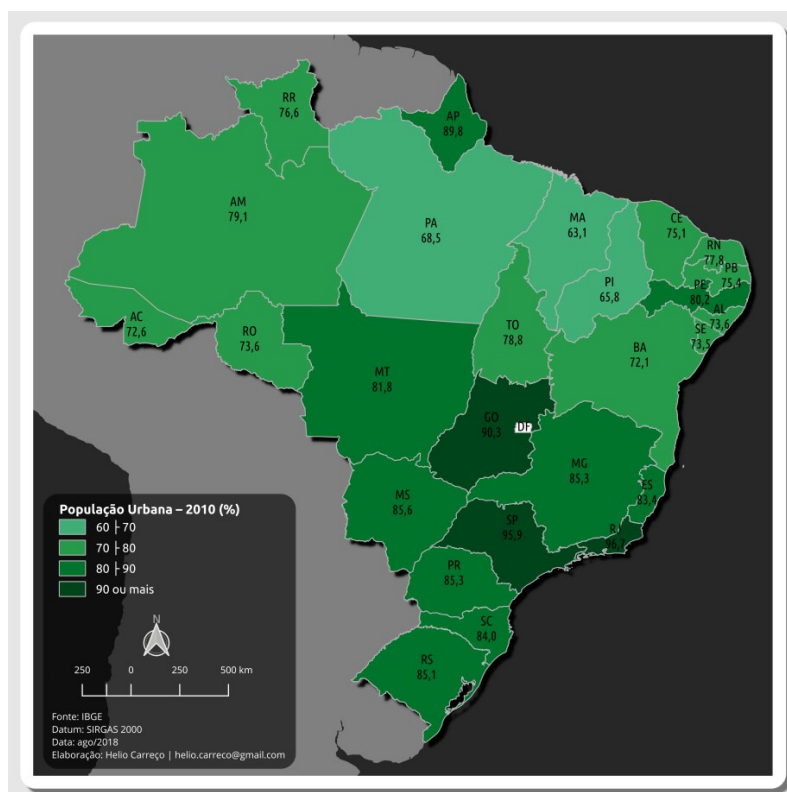 RR
76,6
AP
89,8
AM
79,1
PA
68,5
MA
63,1
CE
75,1
RN
77,8
PB
75,4
PI
65,8
PE
80,2
AL
73,6
SE
73,5
AC
72,6
RO
73,6
TO
78,8
BA
72,1
MT
81,8
GO
90,3
DF
MG
85,3
ES
83,4
MS
85,6
SP
95,9
RJ
96,7
PR
85,3
SC
84,0
RS
85,1
População Urbana – 2010 (%)
60 ├ 70
70 ├ 80
80 ├ 90
90 ou mais
N
250 0 250 500 km
Fonte: IBGE
Datum: SIRGAS 2000
Data: ago/2018
Elaboração: Helio Carreço | helio.carreco@gmail.com